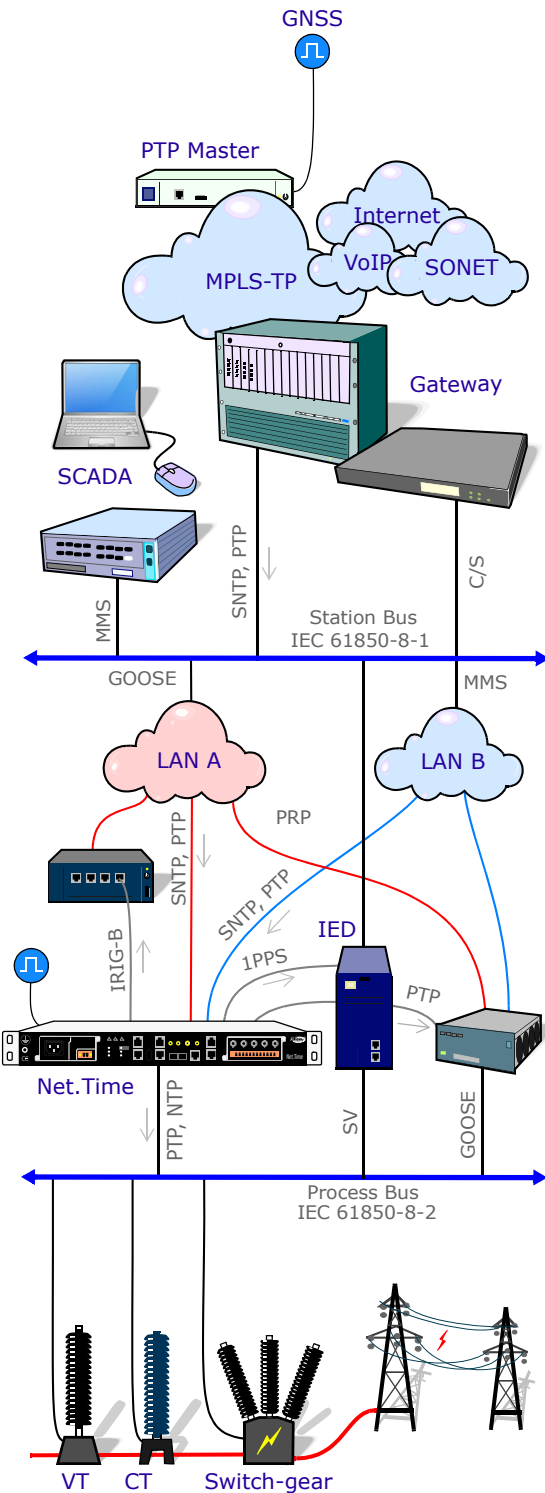 GNSS
PTP Master
Internet
VoIP
SONET
MPLS-TP
Gateway
SCADA
MMS
SNTP, PTP
C/S
Station Bus
IEC 61850-8-1
GOOSE
MMS
LAN A
LAN B
PRP
SNTP, PTP
SNTP, PTP
IED
IRIG-B
1PPS
PTP
Net.Time
Net.Time
PTP, NTP
SV
GOOSE
Process Bus
IEC 61850-8-2
VT
CT
Switch-gear